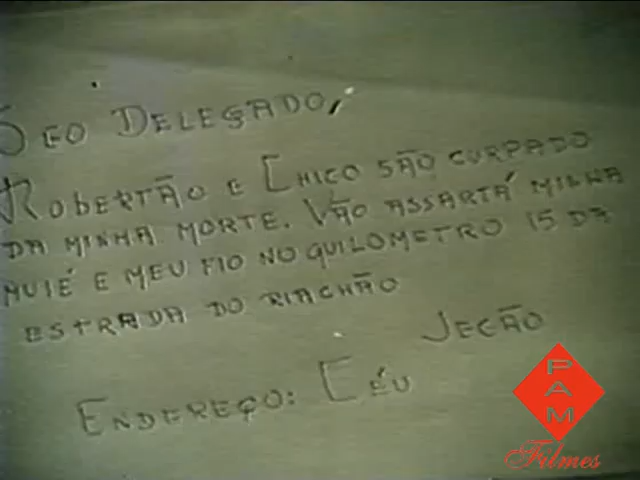 SEO DELEGADO,
ROBERTÃO E CHICO SÃO CURPADO
DA MINHA MORTE. VÃO ASSARTÁ MINHA
MUIÉ E MEU FIO NO QUILOMETRO 15 DA
ESTRADA DO RIACHÃO
JECÃO
ENDEREÇO: CÉU
PAM
Filmes